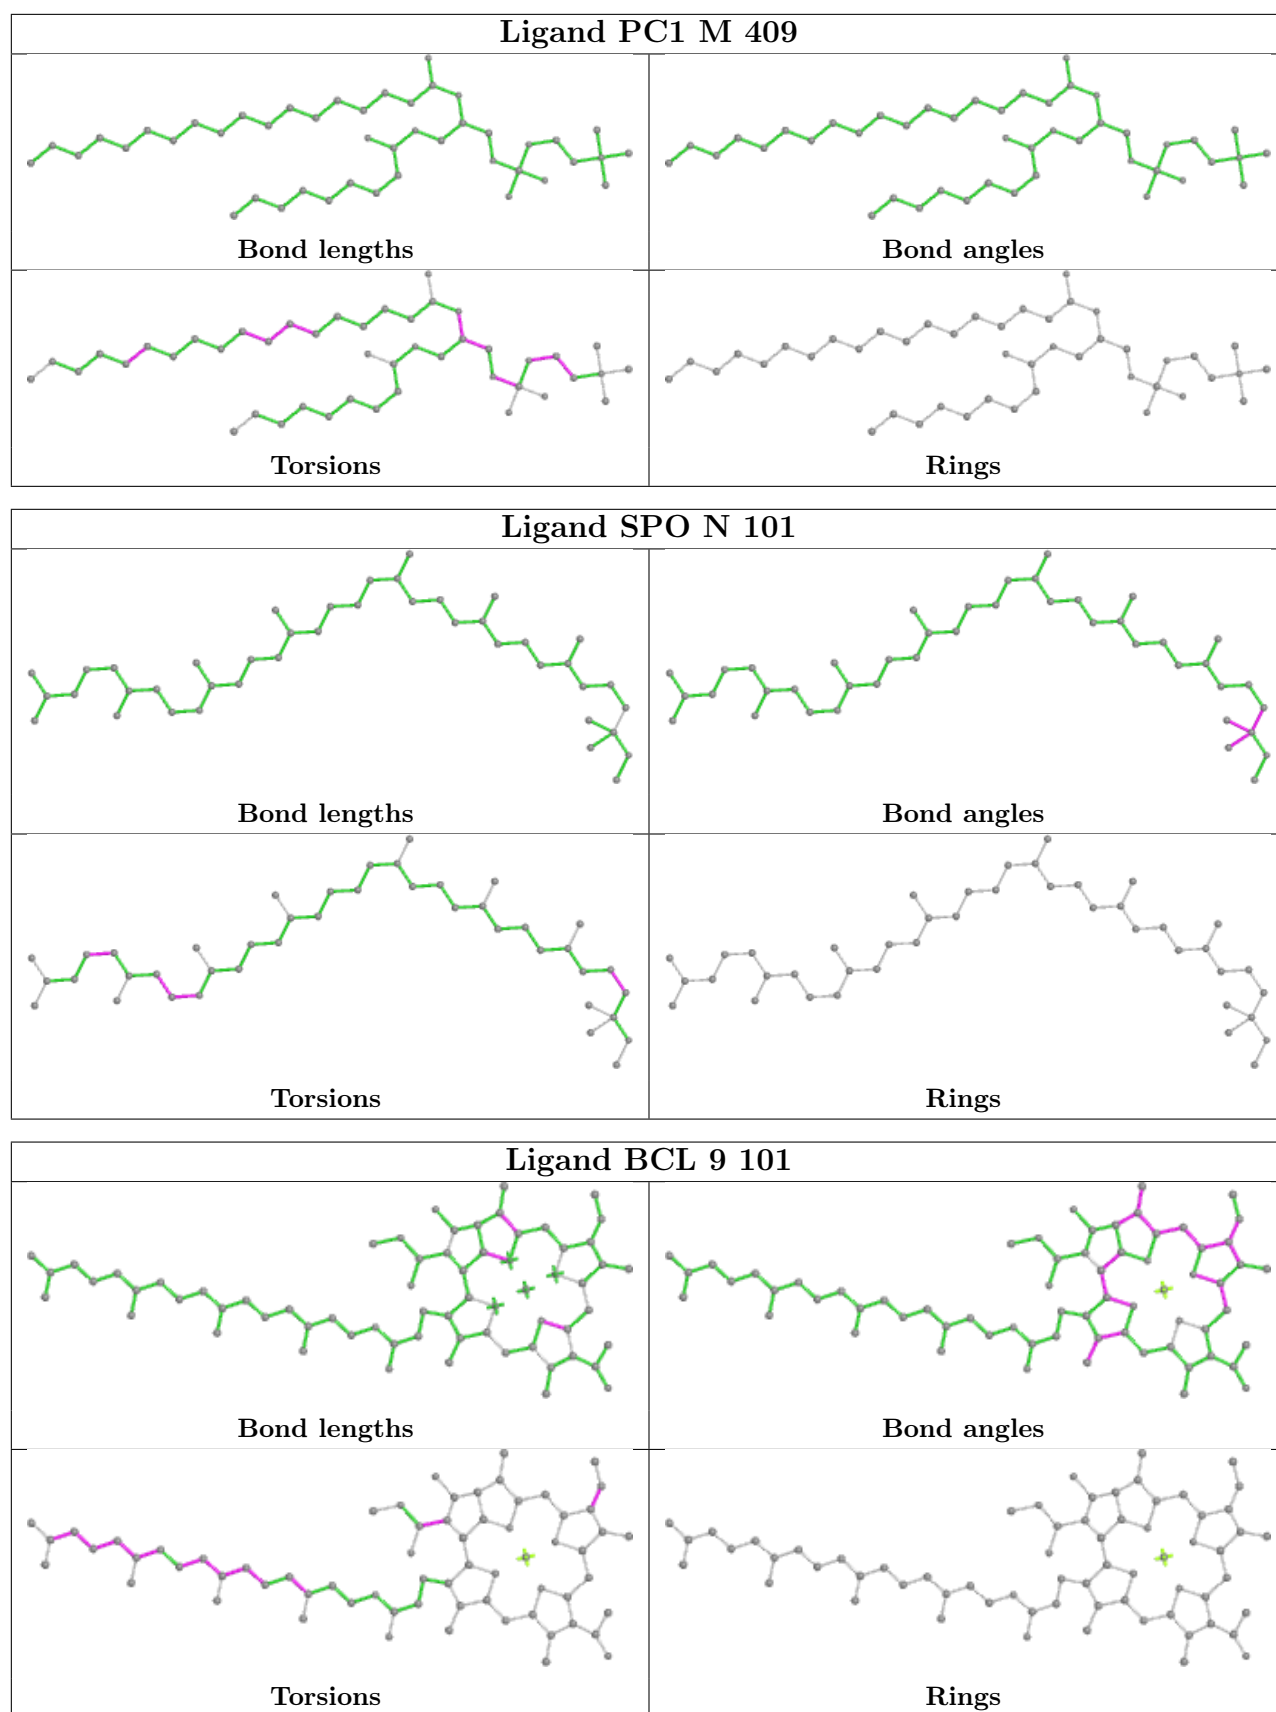 Ligand PC1 M 409
Bond lengths
Bond angles
Torsions
Rings
Ligand SPO N 101
Bond lengths
Bond angles
Torsions
Rings
Ligand BCL 9 101
Bond lengths
Bond angles
Torsions
Rings